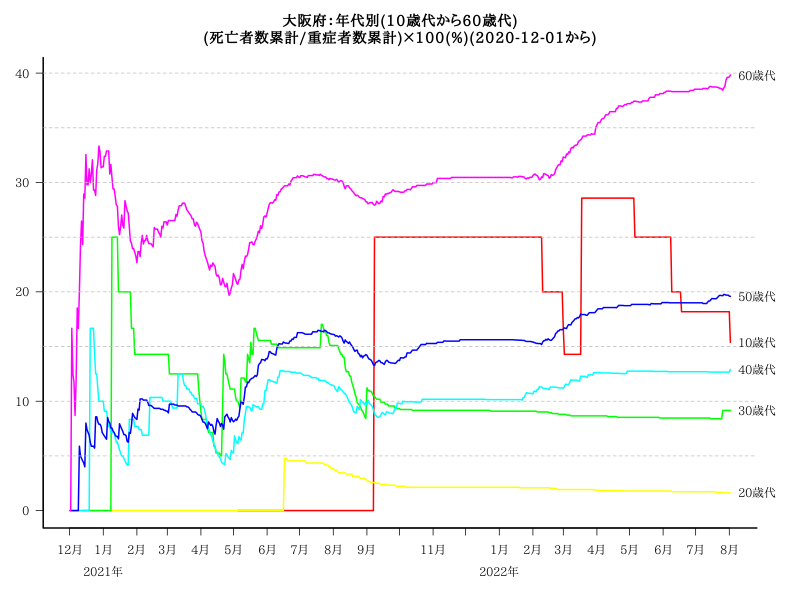 大阪府：年代別(10歳代から60歳代)
(死亡者数累計/重症者数累計)×100(%)(2020-12-01から)
40
60歳代
30
20
50歳代
10歳代
40歳代
10
30歳代
20歳代
0
12月 1月 2月 3月 4月 5月 6月 7月 8月 9月 11月 1月 2月 3月 4月 5月 6月 7月 8月
2021年 2022年